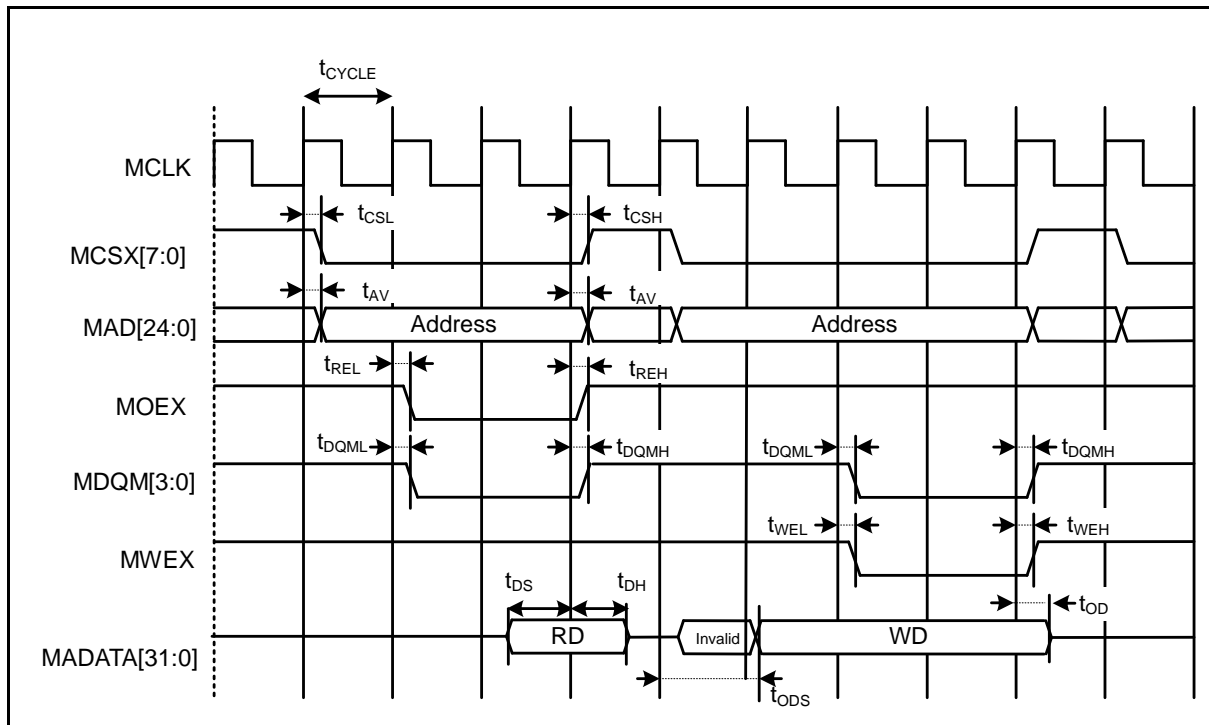 tCYCLE
MCLK
tCSL tCSH
MCSX[7:0]
tAV tAV
MAD[24:0] Address Address
tREL tREH
MOEX
tDQML tDQMH tDQML tDQMH
MDQM[3:0]
tWEL tWEH
MWEX
tDS tDH
tOD
RD Invalid WD
MADATA[31:0]
tODS